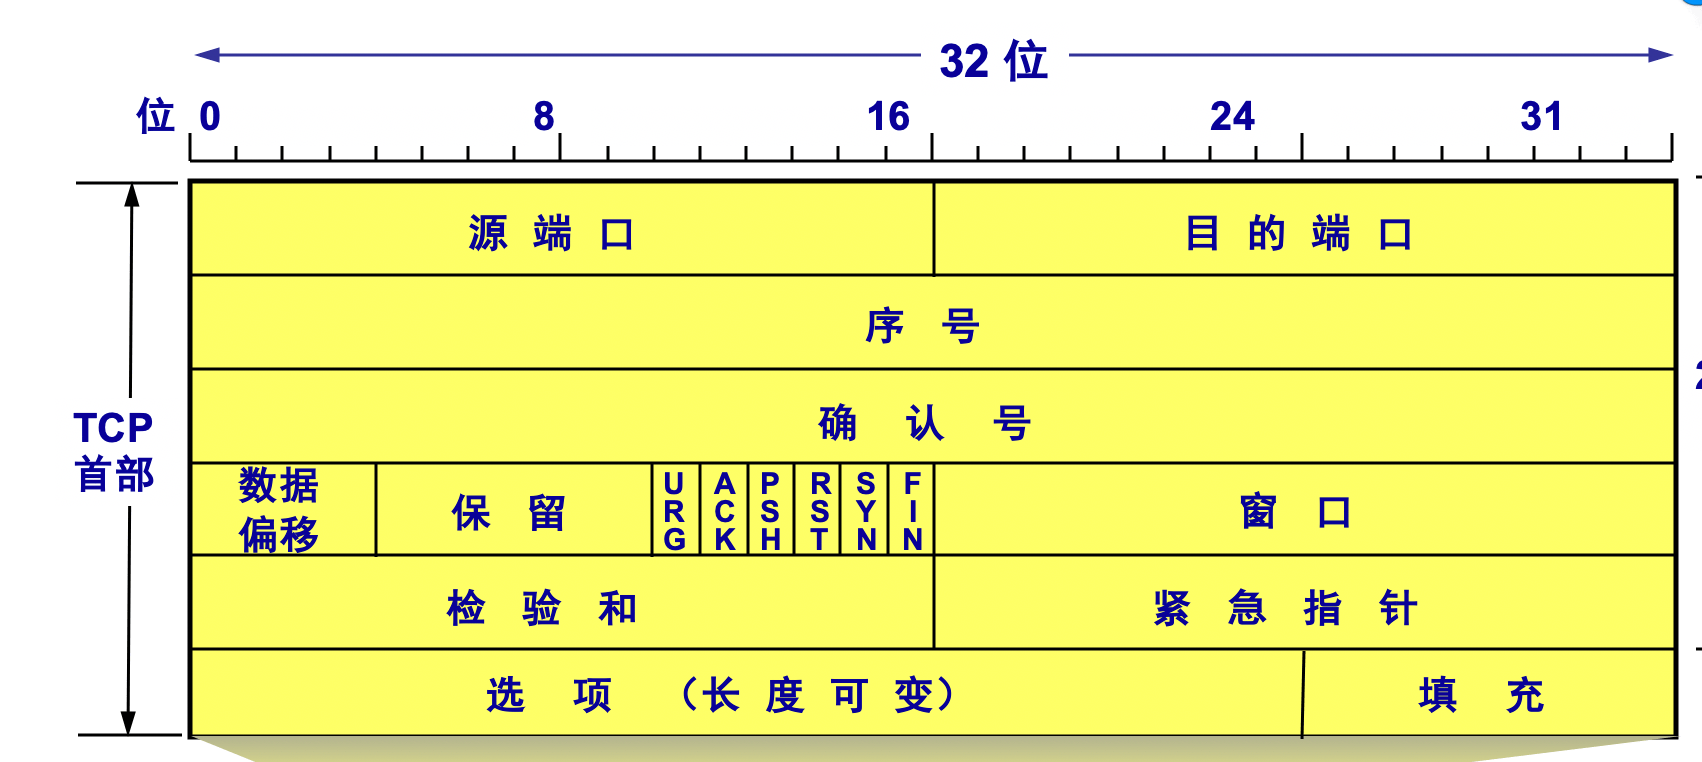 32 位
位 0 8 16 24 31
源 端 口 目 的 端 口
序 号
TCP
首部
确 认 号
数据
偏移
保 留
URG
ACK
PSH
RST
SYN
FIN
窗 口
检 验 和 紧 急 指 针
选 项 （长 度 可 变） 填 充